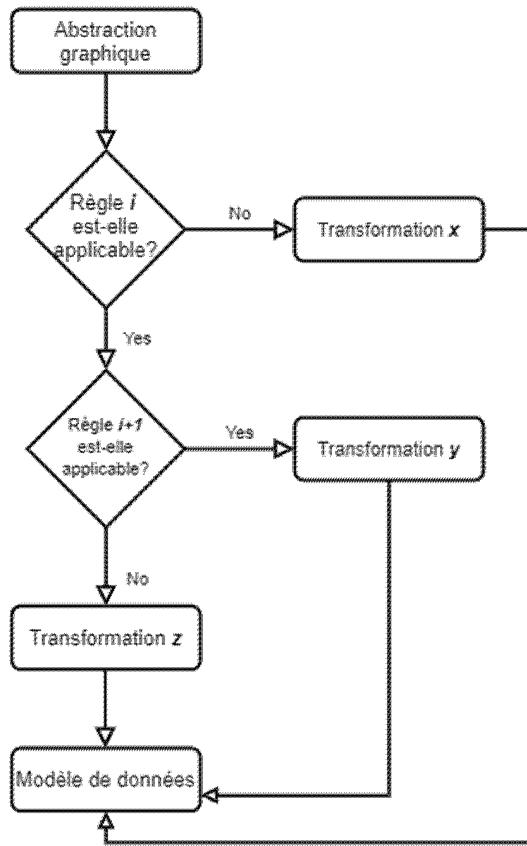 Abstraction
graphique
Règle i
est-elle
applicable?
No
Transformation x
Yes
Règle i+1
est-elle
applicable?
Yes
Transformation y
No
Transformation z
Modèle de données